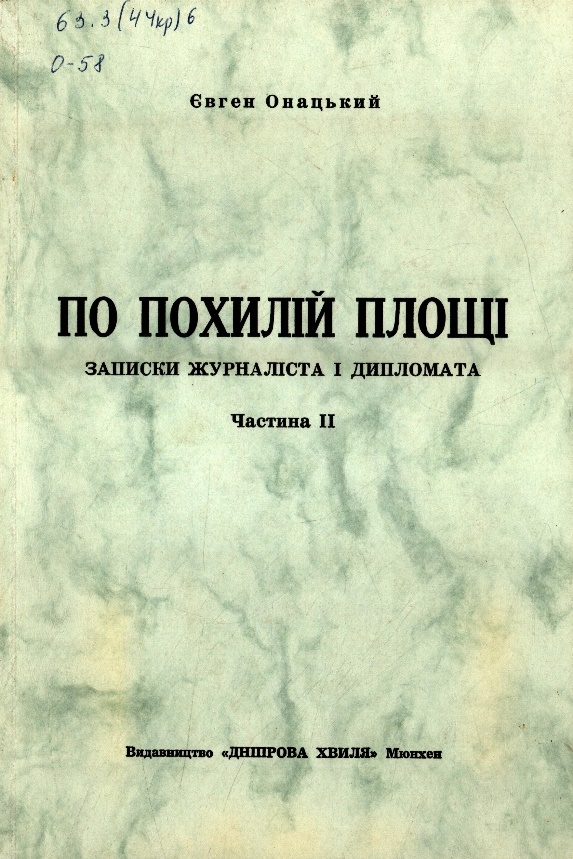 63.3(4Укр)6
О-58
Євген Онацький
ПО ПОХИЛІЙ ПЛОЩІ
ЗАПИСКИ ЖУРНАЛІСТА І ДИПЛОМАТА
Частина II
Видавництво «ДНІПРОВА ХВИЛЯ» Мюнхен